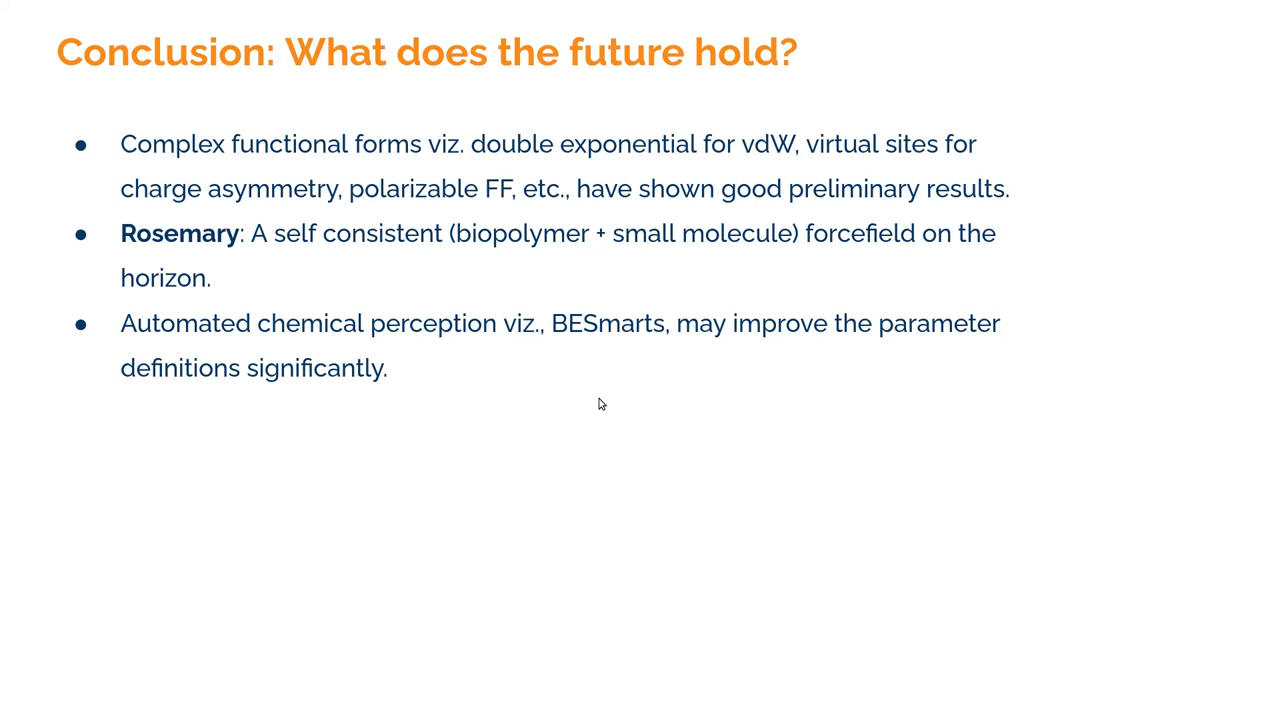 Conclusion: What does the future hold?
● Complex functional forms viz. double exponential for vdW, virtual sites for
charge asymmetry, polarizable FF, etc., have shown good preliminary results.
● Rosemary: A self consistent (biopolymer + small molecule) forcefield on the
horizon.
● Automated chemical perception viz., BESmarts, may improve the parameter
definitions significantly.